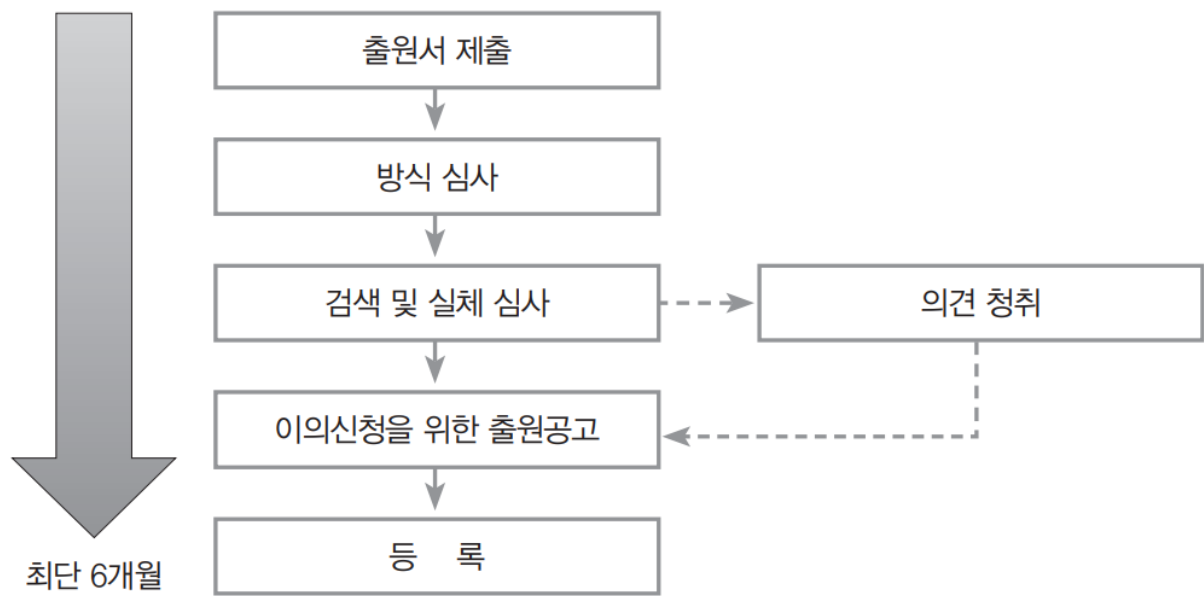 출원서 제출
방식 심사
검색 및 실체 심사
의견 청취
이의신청을 위한 출원공고
등 록
최단 6개월